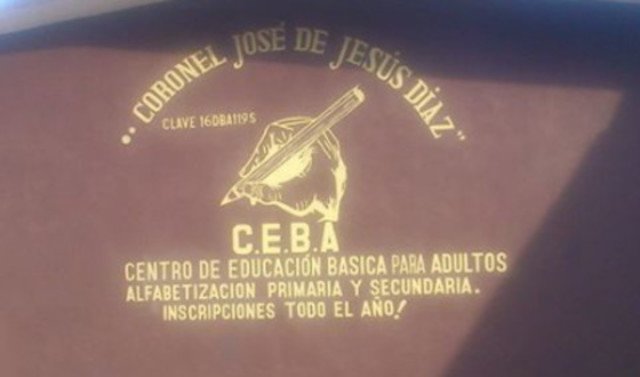 "CORONEL JOSÉ DE JESÚS DÍAZ"
CLAVE 16DBA1195
C.E.B.A
CENTRO DE EDUCACIÓN BASICA PARA ADULTOS
ALFABETIZACION PRIMARIA Y SECUNDARIA.
INSCRIPCIONES TODO EL AÑO!